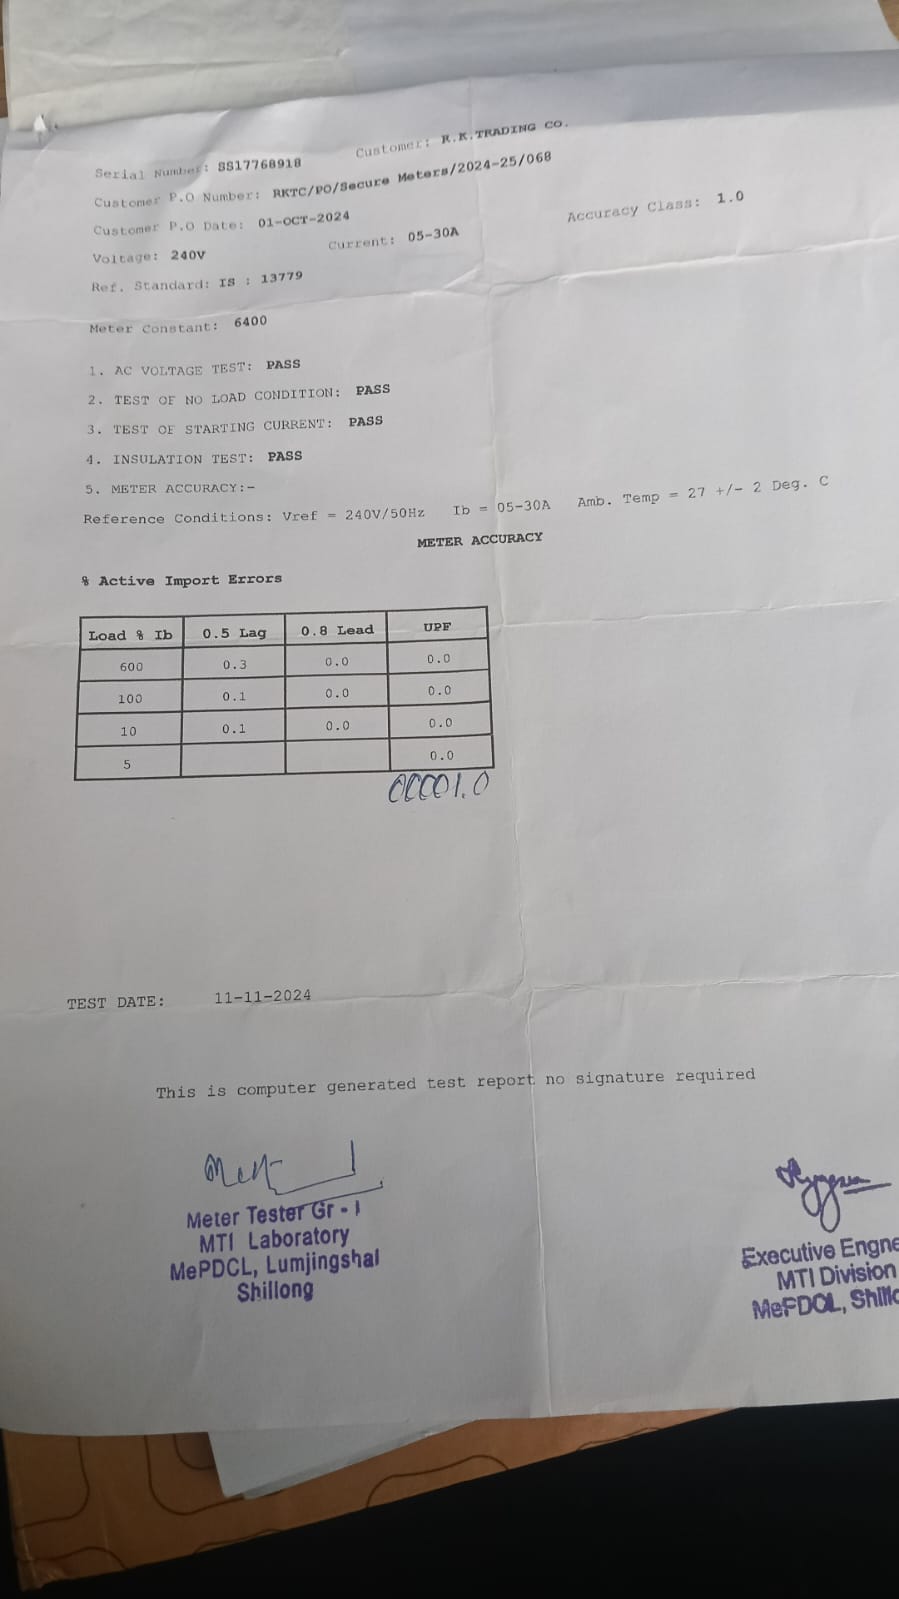 Serial Number: SS17768918 Customer: R.K.TRADING CO.
Customer P.O Number: RKTC/PO/Secure Meters/2024-25/068
Customer P.O Date: 01-OCT-2024
Voltage: 240V Current: 05-30A Accuracy Class: 1.0
Ref. Standard: IS : 13779
Meter Constant: 6400
1. AC VOLTAGE TEST: PASS
2. TEST OF NO LOAD CONDITION: PASS
3. TEST OF STARTING CURRENT: PASS
4. INSULATION TEST: PASS
5. METER ACCURACY:-
Reference Conditions: Vref = 240V/50Hz Ib = 05-30A Amb. Temp = 27 +/- 2 Deg. C
METER ACCURACY
% Active Import Errors
Load % Ib 0.5 Lag 0.8 Lead UPF
600 0.3 0.0 0.0
100 0.1 0.0 0.0
10 0.1 0.0 0.0
5 0.0
00001.0
TEST DATE: 11-11-2024
This is computer generated test report no signature required
Meter Tester Gr - I
MTI Laboratory
MePDCL, Lumjingshal
Shillong
Executive Engne
MTI Division
MePDCL, Shillo